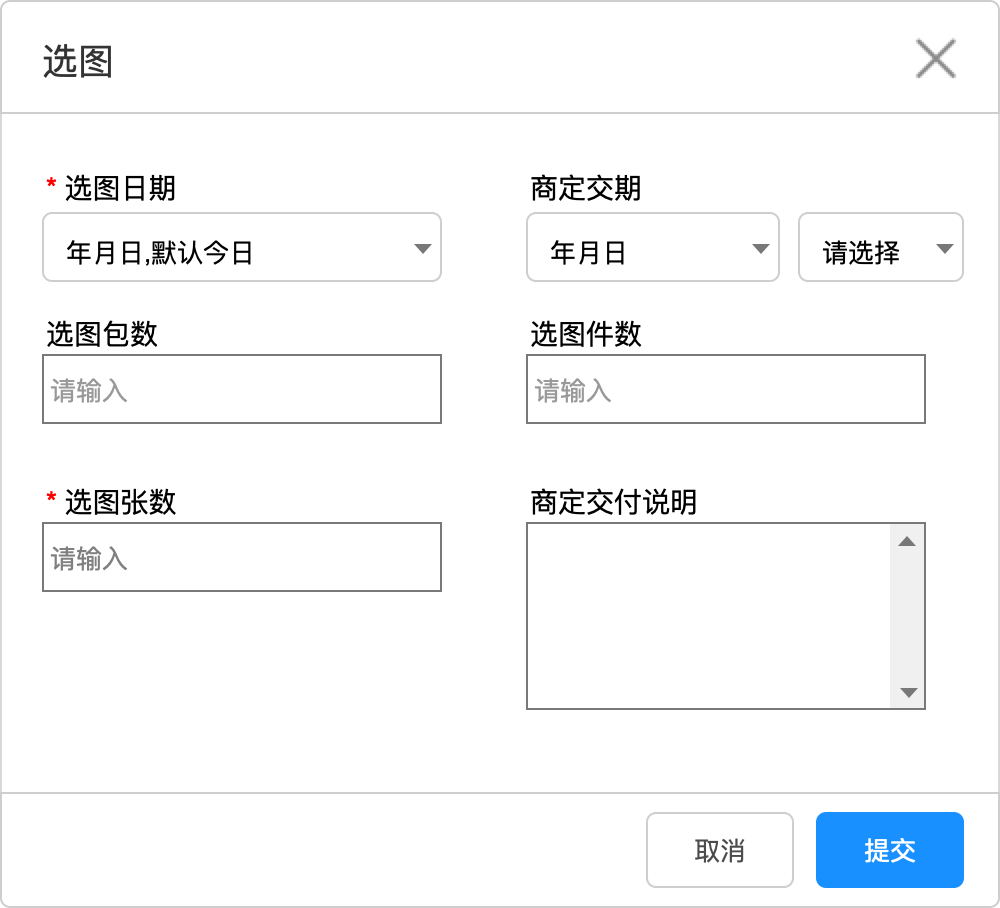 选图
* 选图日期
商定交期
年月日,默认今日
年月日
请选择
选图包数
选图件数
请输入
请输入
* 选图张数
商定交付说明
请输入
取消
提交